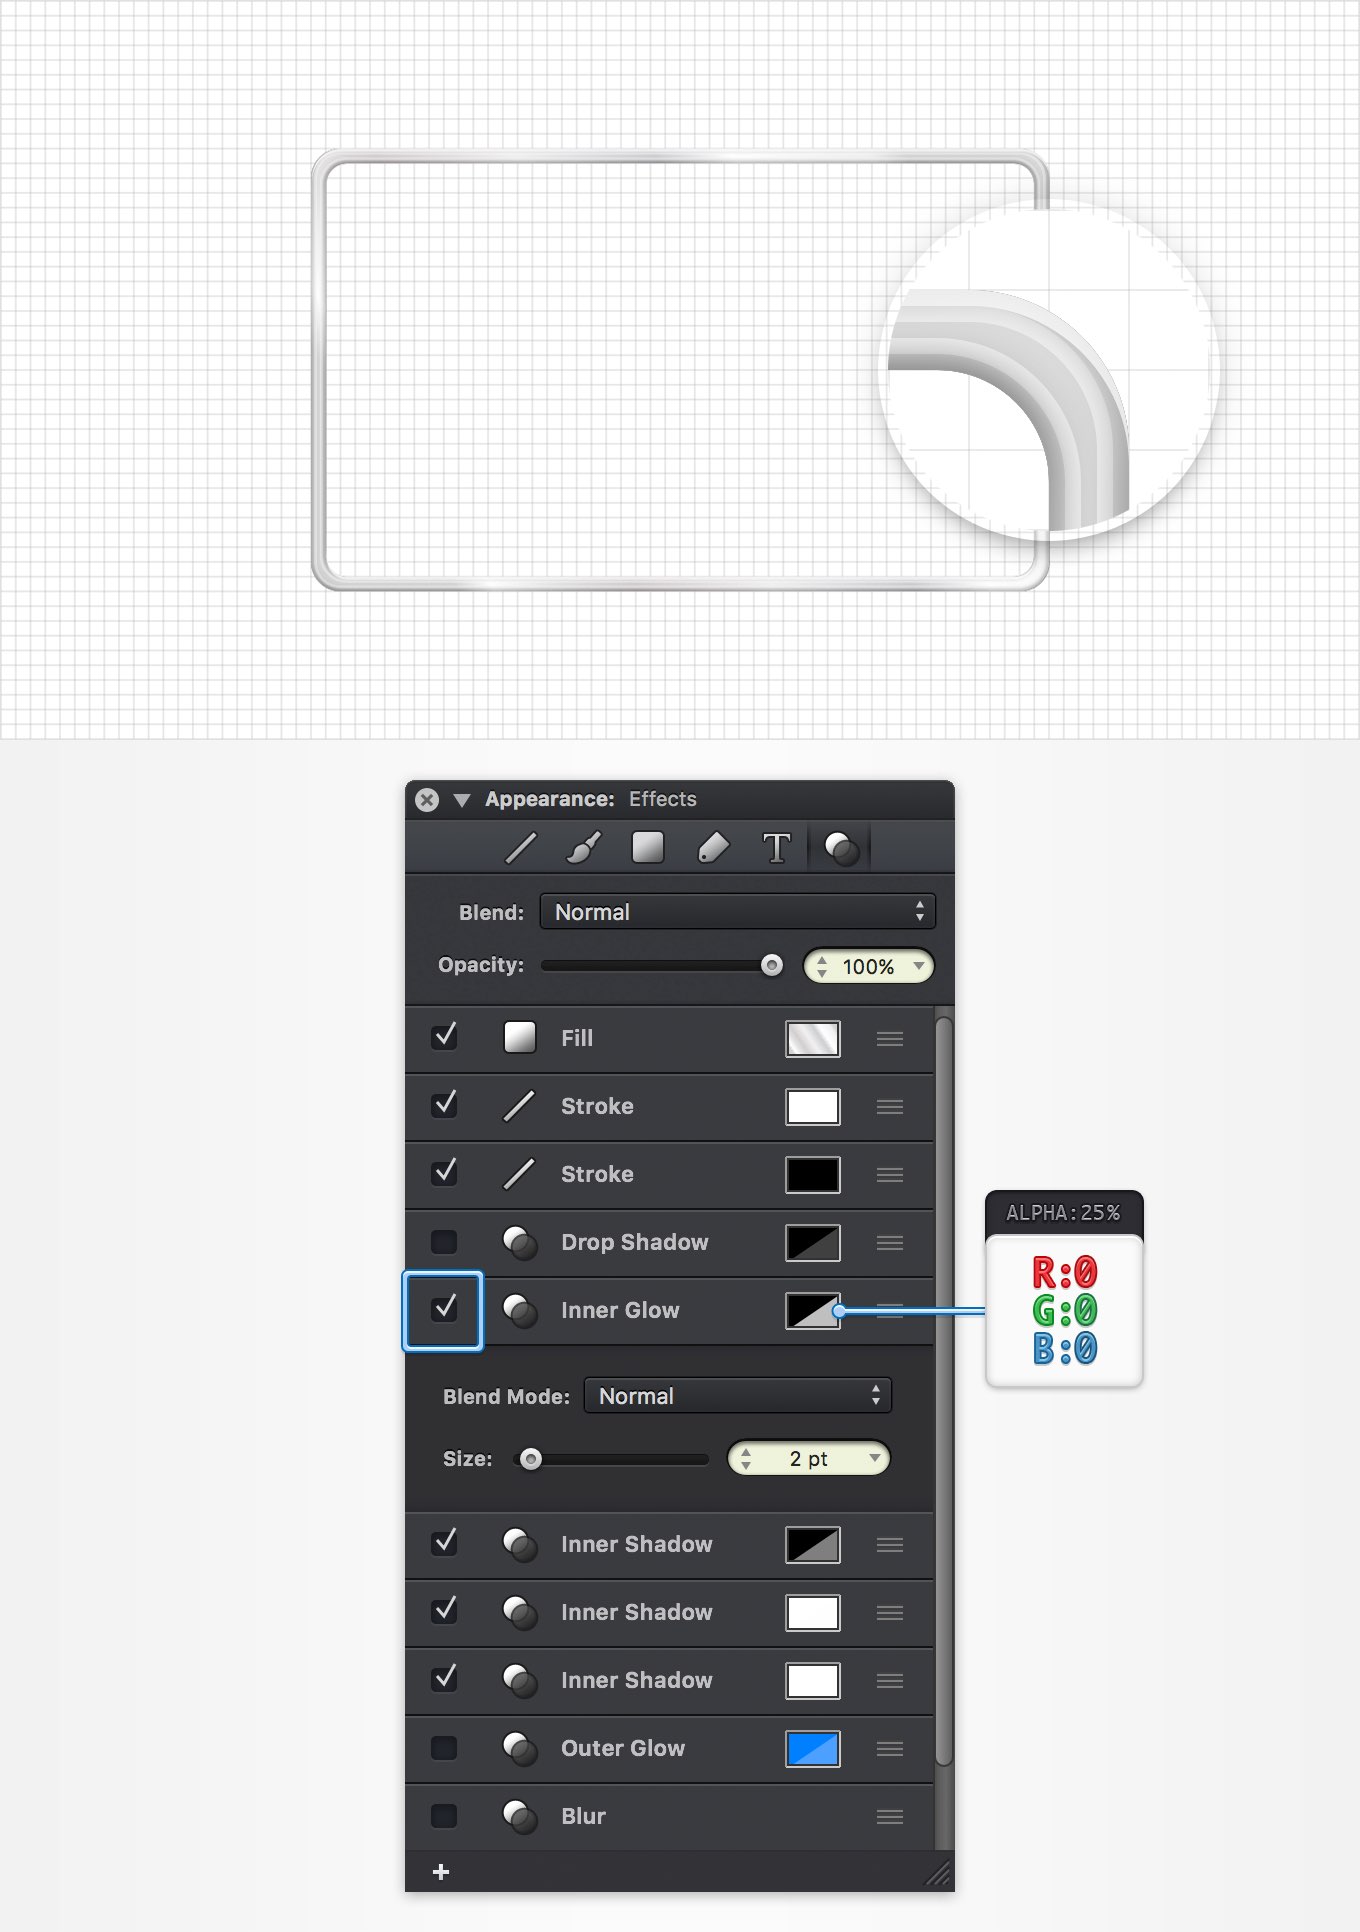 Appearance: Effects
T
Blend: Normal
Opacity: 100%
Fill
Stroke
Stroke
Drop Shadow
Inner Glow
ALPHA:25%
R:0
G:0
B:0
Blend Mode: Normal
Size: 2 pt
Inner Shadow
Inner Shadow
Inner Shadow
Outer Glow
Blur